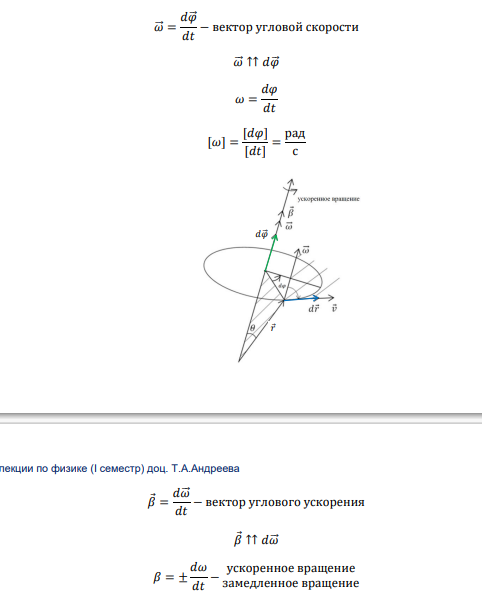 ω⃗ = dφ⃗/dt − вектор угловой скорости
ω⃗ ↑↑ dφ⃗
ω = dφ/dt
[ω] = [dφ]/[dt] = рад/с
ускоренное вращение
β⃗
ω⃗
dφ⃗
ω⃗
dφ
dr⃗
v⃗
θ
r⃗
лекции по физике (I семестр) доц. Т.А.Андреева
β⃗ = dω⃗/dt − вектор углового ускорения
β⃗ ↑↑ dω⃗
β = ± dω/dt − ускоренное вращение
замедленное вращение